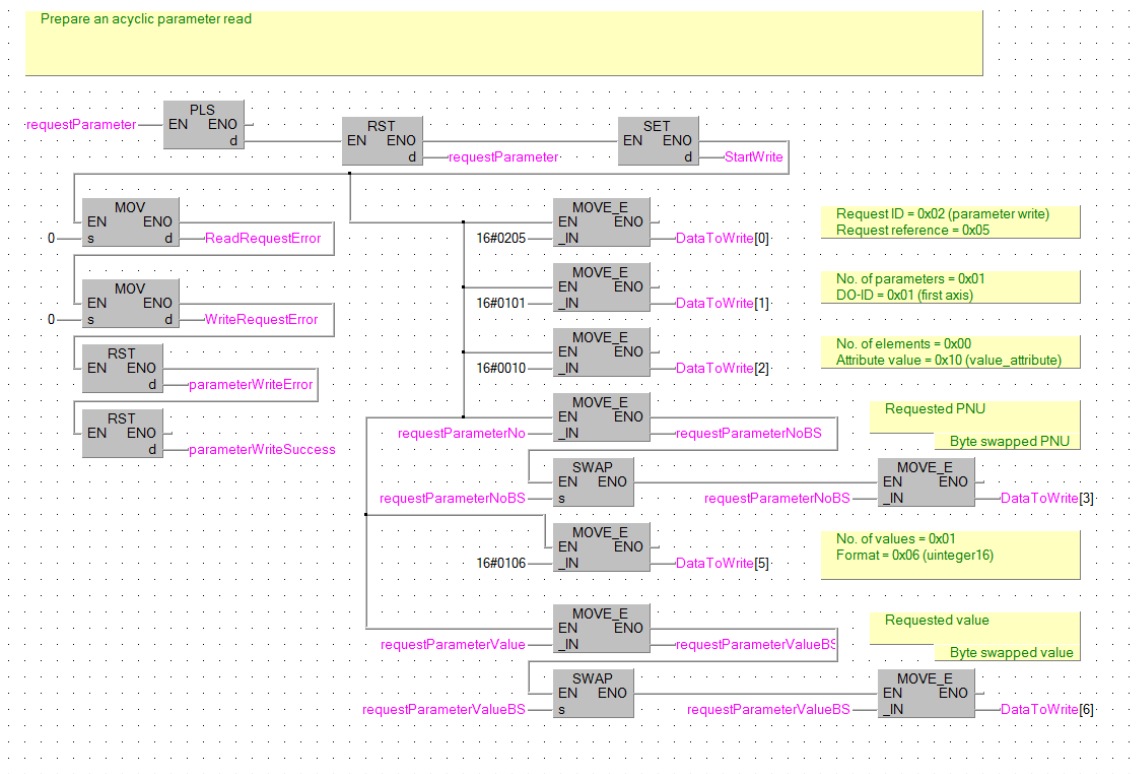 Prepare an acyclic parameter read
PLS
requestParameter EN ENO
d
RST
EN ENO
d requestParameter
SET
EN ENO
d StartWrite
MOV
EN ENO
0 s d ReadRequestError
MOV
EN ENO
0 s d WriteRequestError
RST
EN ENO
d parameterWriteError
RST
EN ENO
d parameterWriteSuccess
MOVE_E
EN ENO
16#0205 _IN DataToWrite[0]
Request ID = 0x02 (parameter write)
Request reference = 0x05
MOVE_E
EN ENO
16#0101 _IN DataToWrite[1]
No. of parameters = 0x01
DO-ID = 0x01 (first axis)
MOVE_E
EN ENO
16#0010 _IN DataToWrite[2]
No. of elements = 0x00
Attribute value = 0x10 (value_attribute)
MOVE_E
EN ENO
requestParameterNo _IN requestParameterNoBS
Requested PNU
Byte swapped PNU
SWAP
EN ENO
requestParameterNoBS s
MOVE_E
EN ENO
requestParameterNoBS _IN DataToWrite[3]
MOVE_E
EN ENO
16#0106 _IN DataToWrite[5]
No. of values = 0x01
Format = 0x06 (uinteger16)
MOVE_E
EN ENO
requestParameterValue _IN requestParameterValueBS
Requested value
Byte swapped value
SWAP
EN ENO
requestParameterValueBS s
MOVE_E
EN ENO
requestParameterValueBS _IN DataToWrite[6]